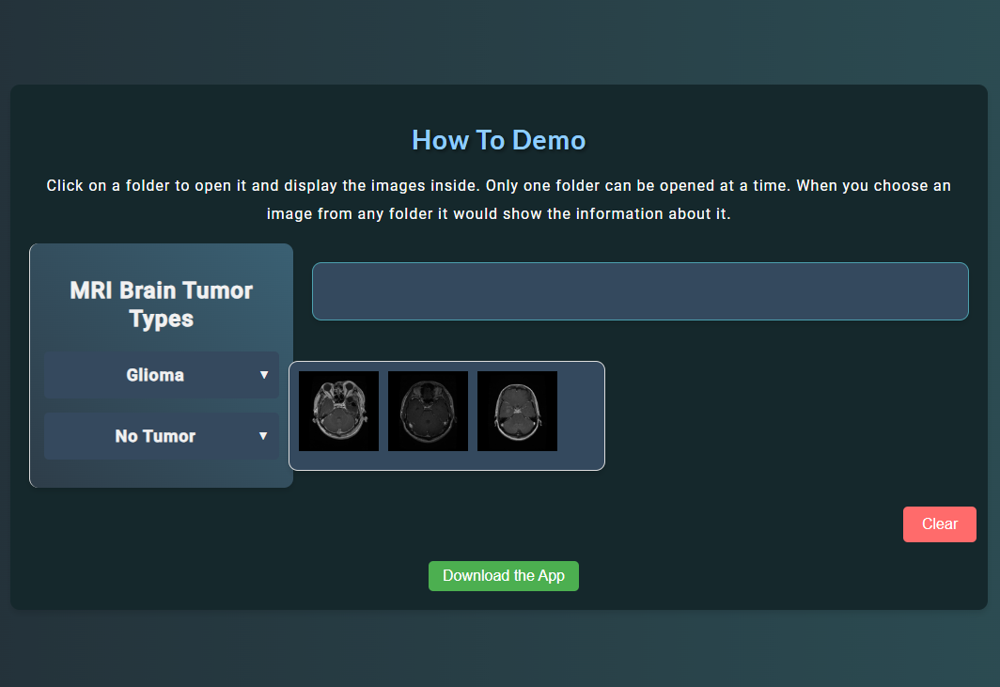 How To Demo
Click on a folder to open it and display the images inside. Only one folder can be opened at a time. When you choose an
image from any folder it would show the information about it.
MRI Brain Tumor
Types
Glioma ▼
No Tumor ▼
Clear
Download the App